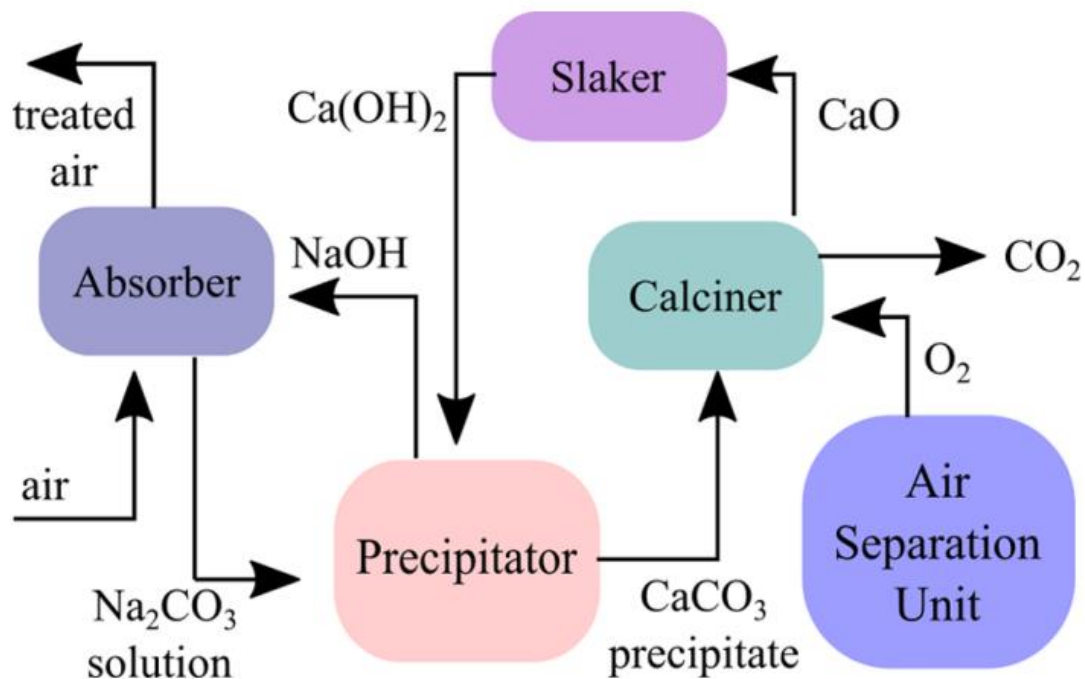 Slaker
treated
air
Ca(OH)₂
CaO
Absorber
NaOH
Calciner
CO₂
O₂
air
Precipitator
Air
Separation
Unit
Na₂CO₃
solution
CaCO₃
precipitate